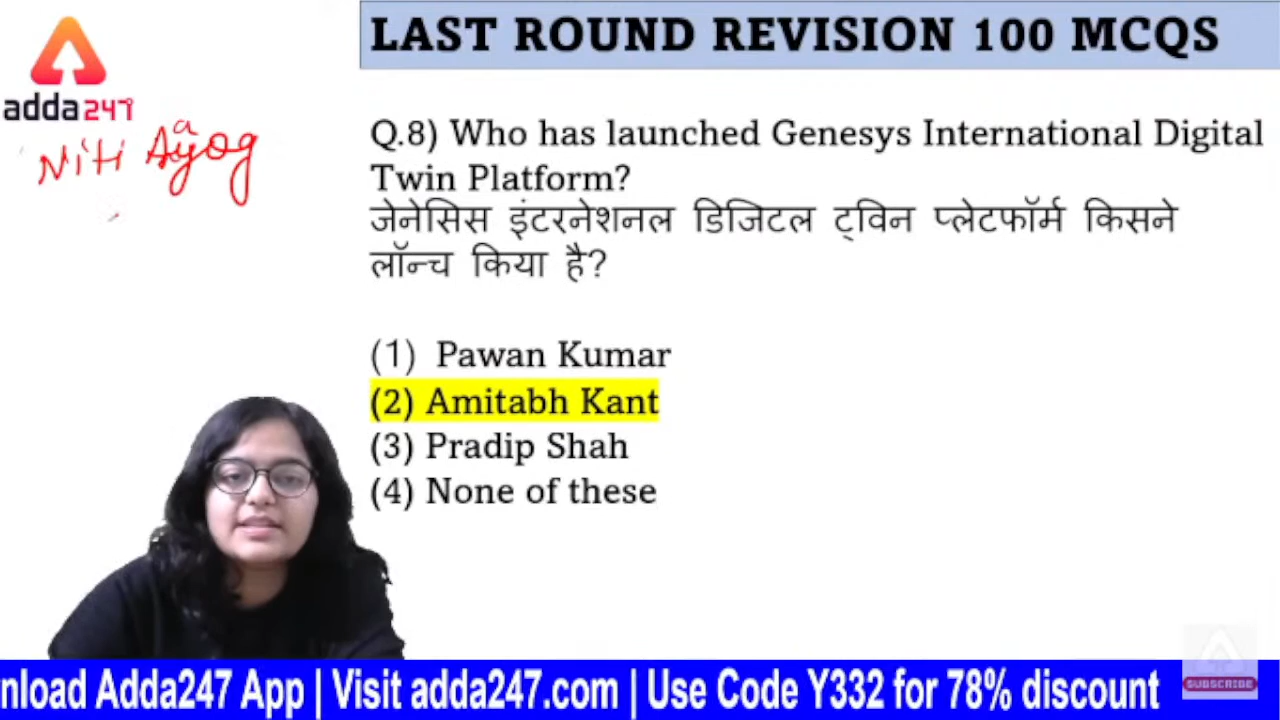 LAST ROUND REVISION 100 MCQS
adda247
Niti Aayog
Q.8) Who has launched Genesys International Digital
Twin Platform?
जेनेसिस इंटरनेशनल डिजिटल ट्विन प्लेटफॉर्म किसने
लॉन्च किया है?
(1) Pawan Kumar
(2) Amitabh Kant
(3) Pradip Shah
(4) None of these
SUBSCRIBE
nload Adda247 App | Visit adda247.com | Use Code Y332 for 78% discount